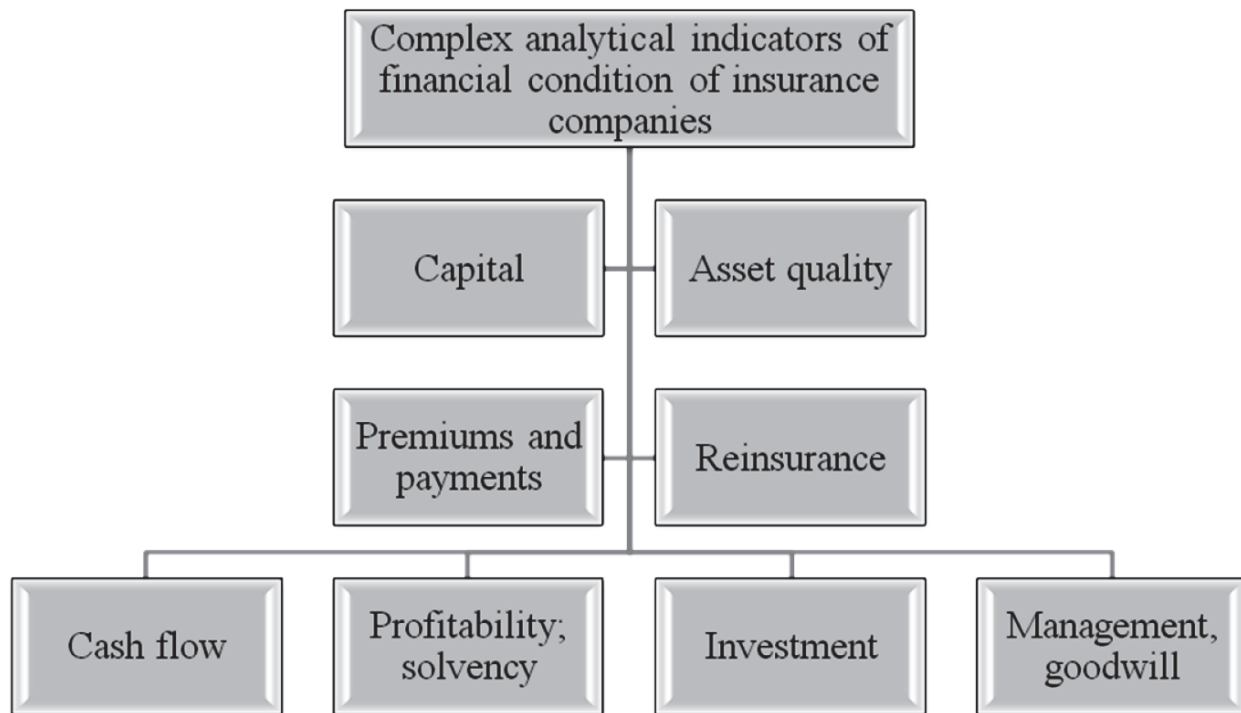 Complex analytical indicators of
financial condition of insurance
companies
Capital
Asset quality
Premiums and
payments
Reinsurance
Cash flow
Profitability;
solvency
Investment
Management,
goodwill